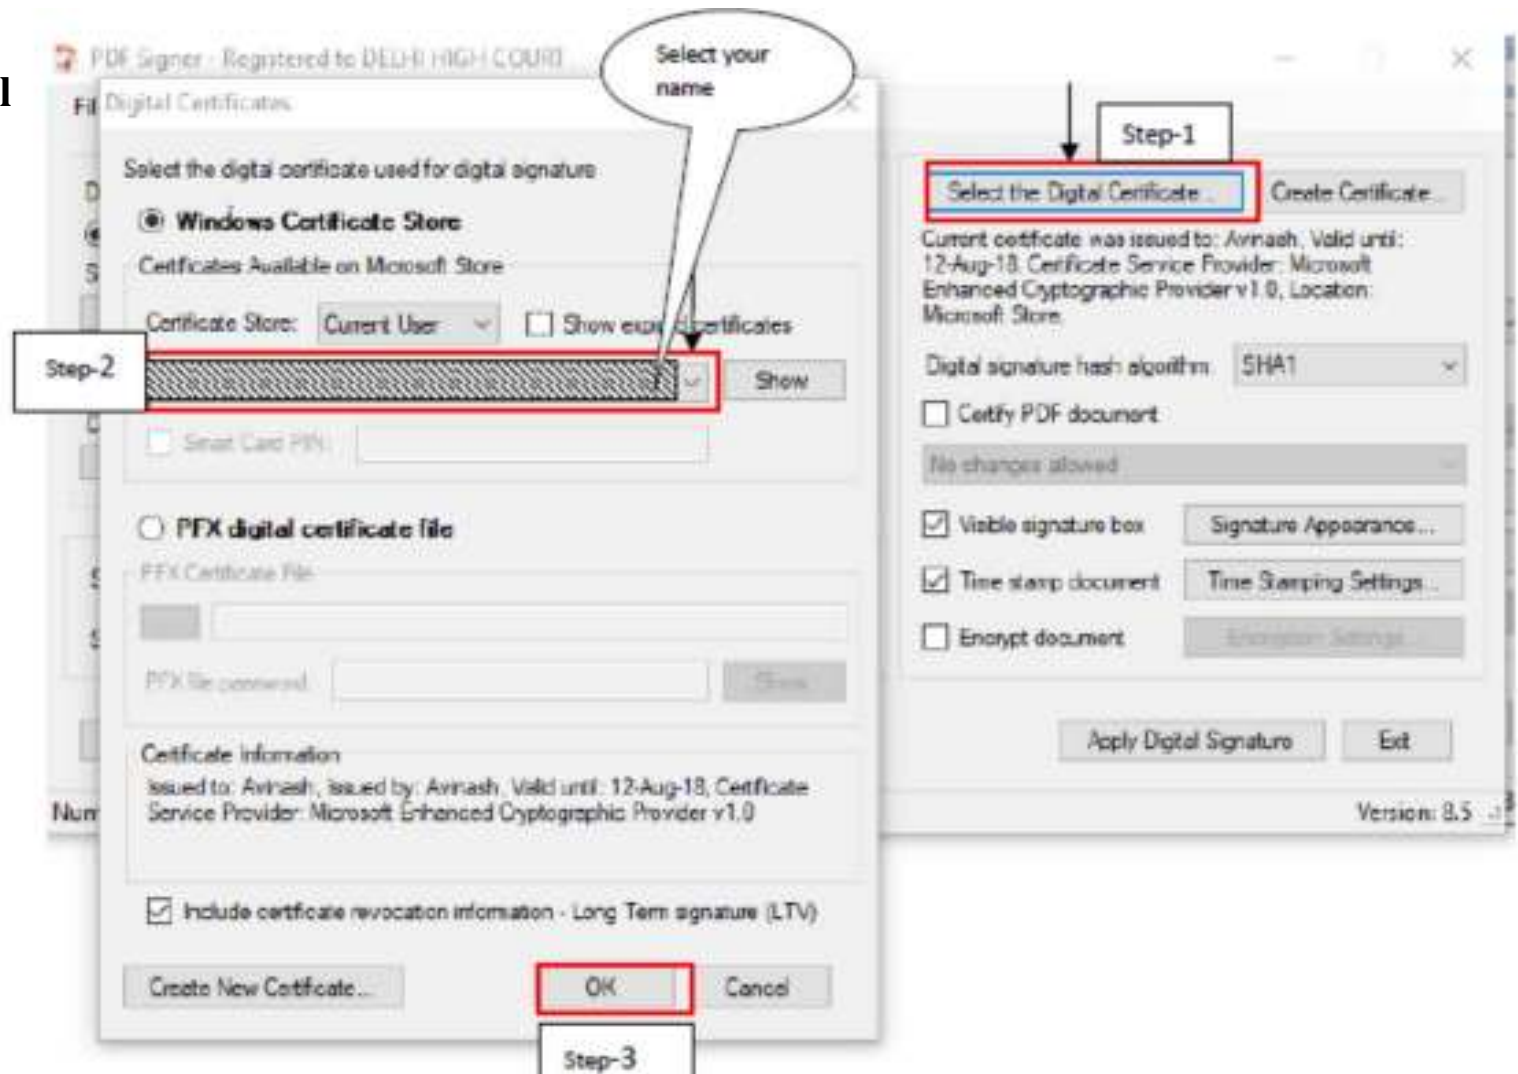 PDF Signer - Registered to DELHI HIGH COURT
l
Fil
Digital Certificates
Select your
name
Step-1
Select the digital certificate used for digital signature
Windows Certificate Store
Certificates Available on Microsoft Store
Certificate Store: Current User Show certificates
Step-2
Show
Smart Card PIN:
PFX digital certificate file
PFX Certificate File
PFX file password
Show
Certificate Information
Issued to: Avinash, Issued by: Avinash, Valid until: 12-Aug-18, Certificate
Service Provider: Microsoft Enhanced Cryptographic Provider v1.0
Include certificate revocation information - Long Term signature (LTV)
Create New Certificate...
OK
Cancel
Step-3
Select the Digital Certificate...
Create Certificate...
Current certificate was issued to: Avinash, Valid until:
12-Aug-18, Certificate Service Provider: Microsoft
Enhanced Cryptographic Provider v1.0, Location:
Microsoft Store.
Digital signature hash algorithm SHA1
Certify PDF document
No changes allowed
Visible signature box Signature Appearance...
Time stamp document Time Stamping Settings...
Encrypt document Encryption Settings...
Apply Digital Signature Exit
Num
Version: 8.5